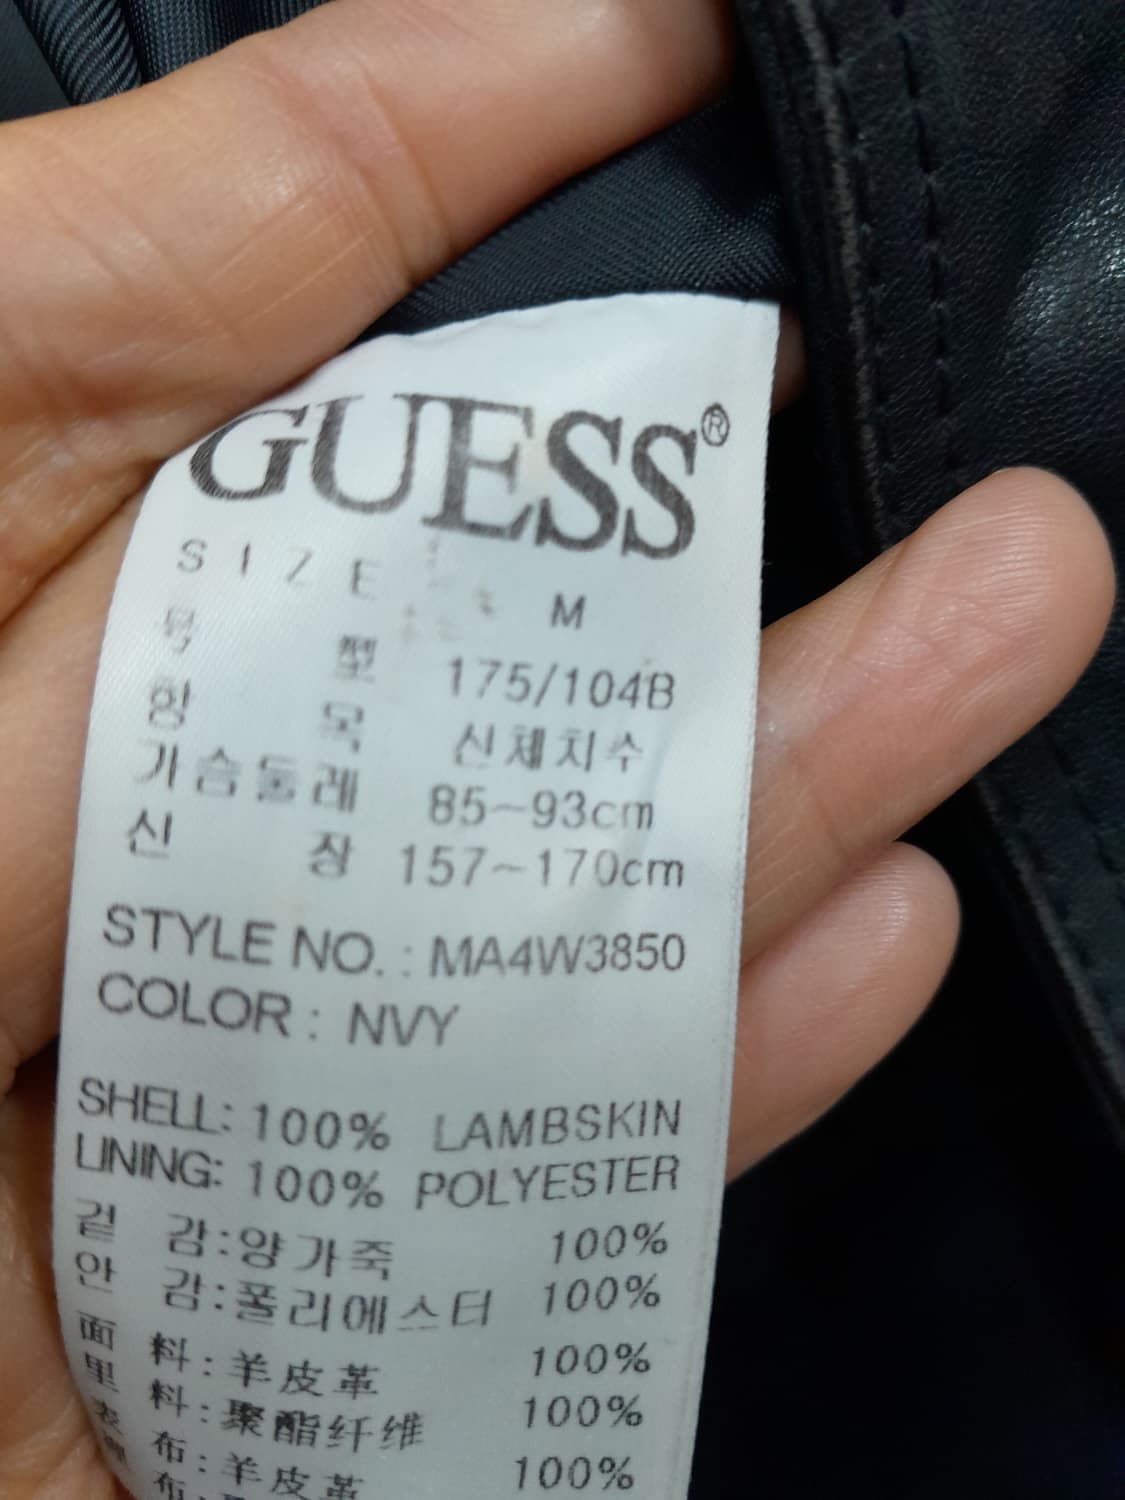 GUESS®
SIZE M
号 型 175/104B
항 목 신체치수
가슴둘레 85~93cm
신 장 157~170cm
STYLE NO. : MA4W3850
COLOR : NVY
SHELL: 100% LAMBSKIN
LINING: 100% POLYESTER
겉 감:양가죽 100%
안 감:폴리에스터 100%
面 料:羊皮革 100%
里 料:聚酯纤维 100%
表 布:羊皮革 100%
布: